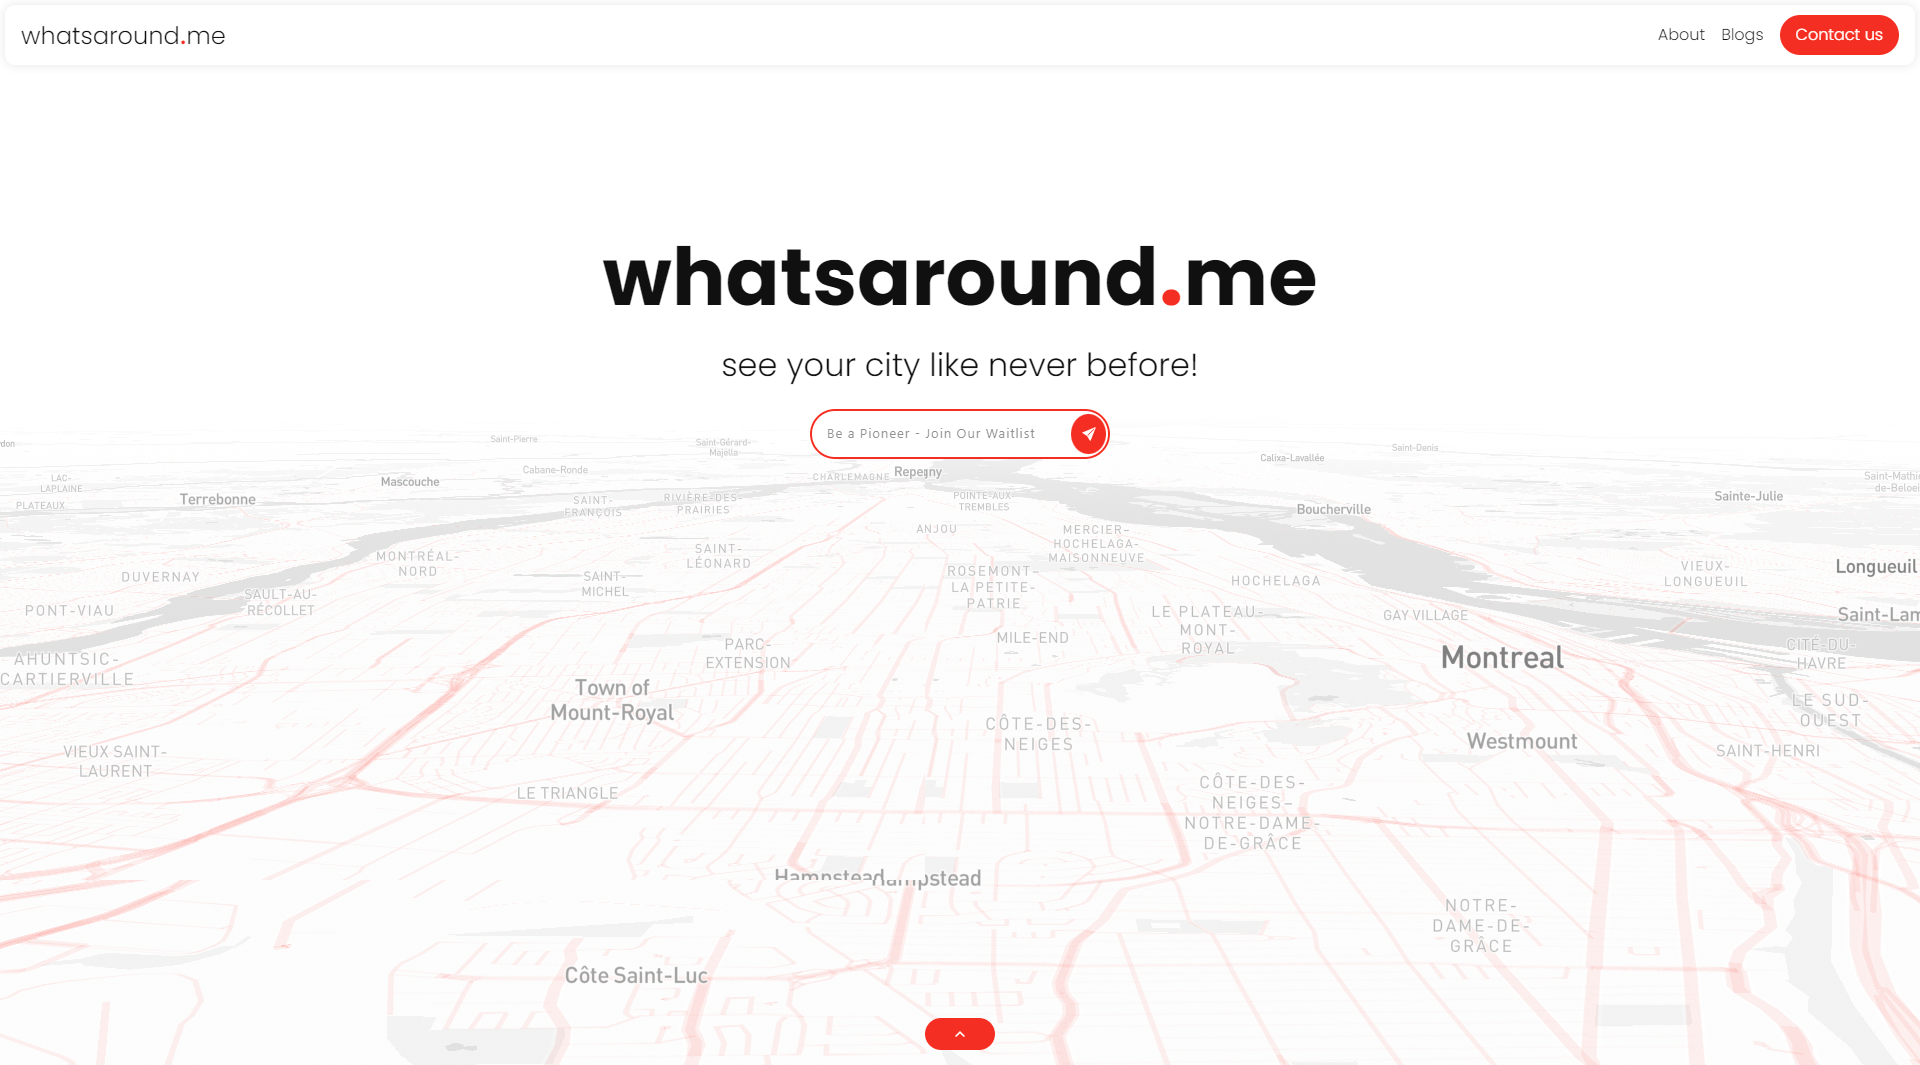 whatsaround.me
About
Blogs
Contact us
whatsaround.me
see your city like never before!
Be a Pioneer - Join Our Waitlist
Saint-Pierre
Saint-Gérard-
Majella
Saint-Denis
Calixa-Lavallée
Cabane-Ronde
CHARLEMAGNE
LAC-
LAPLAINE
PLATEAUX
Mascouche
Terrebonne
SAINT-
FRANÇOIS
RIVIÈRE-DES-
PRAIRIES
POINTE-AUX
TREMBLES
Boucherville
Sainte-Julie
Saint-Mathi
de-Beloei
ANJOU
MERCIER-
HOCHELAGA-
MAISONNEUVE
MONTRÉAL-
NORD
SAINT-
LÉONARD
DUVERNAY
SAINT-
MICHEL
ROSEMONT-
LA PETITE-
PATRIE
HOCHELAGA
VIEUX-
LONGUEUIL
Longueuil
PONT-VIAU
SAULT-AU-
RÉCOLLET
LE PLATEAU-
MONT-
ROYAL
GAY VILLAGE
Saint-Lam
AHUNTSIC-
CARTIERVILLE
PARC-
EXTENSION
MILE-END
Montreal
CITÉ-DU-
HAVRE
Town of
Mount-Royal
CÔTE-DES-
NEIGES
Westmount
LE SUD-
OUEST
VIEUX SAINT-
LAURENT
SAINT-HENRI
LE TRIANGLE
CÔTE-DES-
NEIGES–
NOTRE-DAME-
DE-GRÂCE
Hampstead
NOTRE-
DAME-DE-
GRÂCE
Côte Saint-Luc